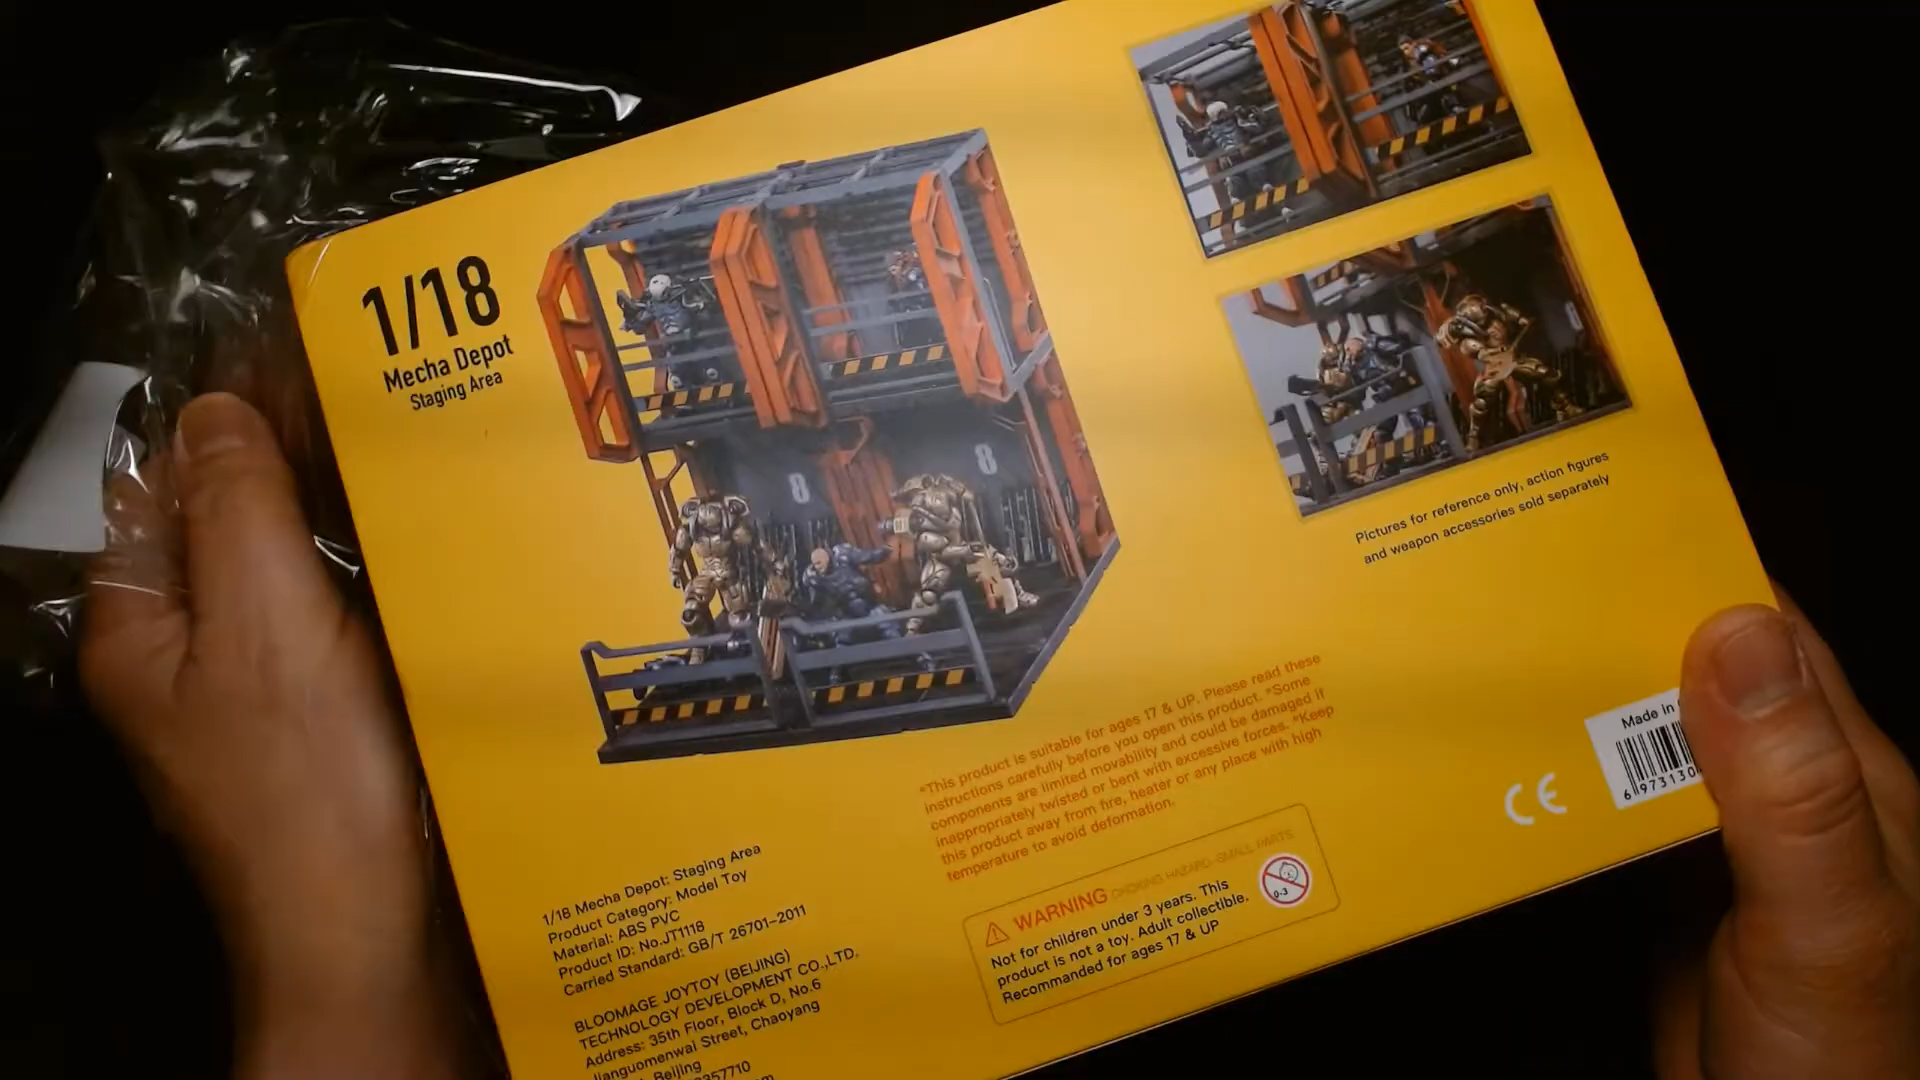 1/18
Mecha Depot
Staging Area
8
8
Pictures for reference only, action figures
and weapon accessories sold separately
*This product is suitable for ages 17 & UP. Please read these
instructions carefully before you open this product. *Some
components are limited movability and could be damaged if
inappropriately twisted or bent with excessive forces. *Keep
this product away from fire, heater or any place with high
temperature to avoid deformation.
WARNING CHOKING HAZARD-SMALL PARTS
Not for children under 3 years. This
product is not a toy. Adult collectible.
Recommanded for ages 17 & UP
0-3
CE
Made in
6 973130
1/18 Mecha Depot: Staging Area
Product Category: Model Toy
Material: ABS PVC
Product ID: No.JT1118
Carried Standard: GB/T 26701-2011
BLOOMAGE JOYTOY (BEIJING)
TECHNOLOGY DEVELOPMENT CO.,LTD.
Address: 35th Floor, Block D, No.6
Jianguomenwai Street, Chaoyang
Beijing
357710